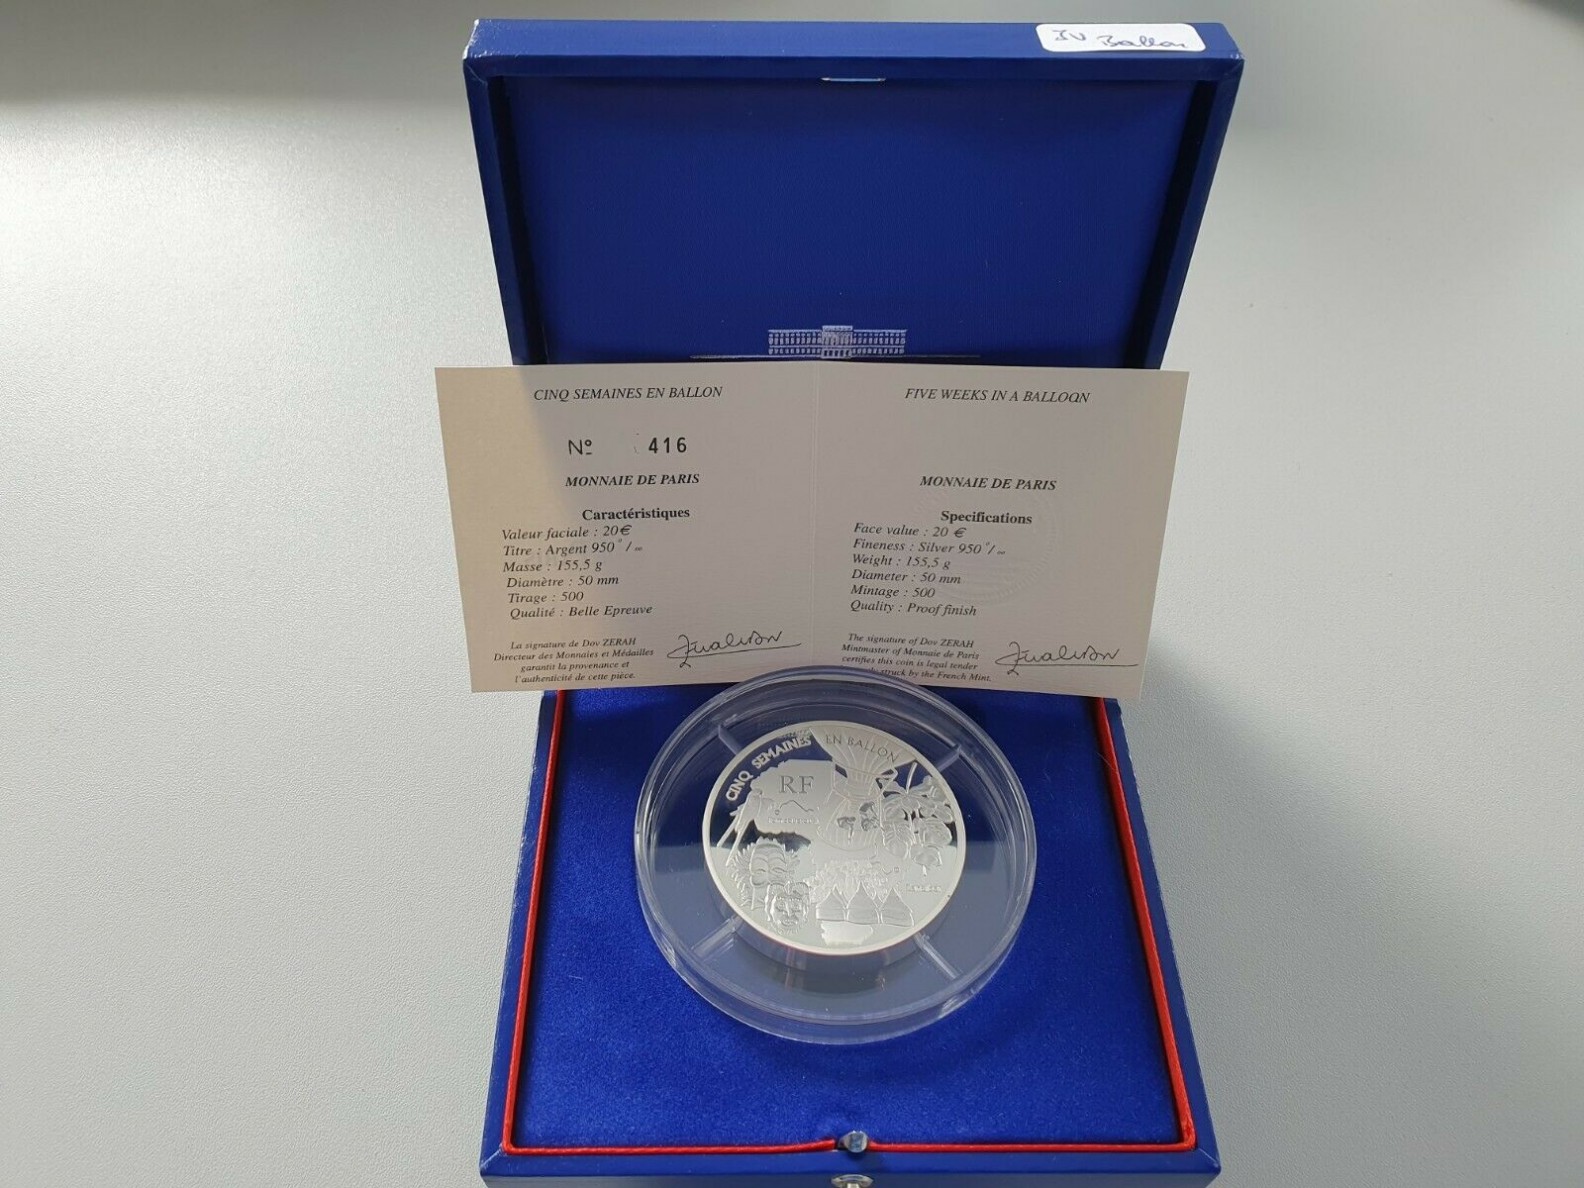 JV Ballon
CINQ SEMAINES EN BALLON
Nº 416
MONNAIE DE PARIS
Caractéristiques
Valeur faciale : 20€
Titre : Argent 950°/
Masse : 155,5 g
Diamètre : 50 mm
Tirage : 500
Qualité : Belle Epreuve
La signature de Dov ZERAH
Directeur des Monnaies et Médailles
garantit la provenance et
l'authenticité de cette pièce.
FIVE WEEKS IN A BALLOON
MONNAIE DE PARIS
Specifications
Face value : 20 €
Fineness : Silver 950°/
Weight : 155,5 g
Diameter : 50 mm
Mintage : 500
Quality : Proof finish
The signature of Dov ZERAH
Mintmaster of Monnaie de Paris
certifies this coin is legal tender
struck by the French Mint.
CINQ SEMAINES EN BALLON
RF